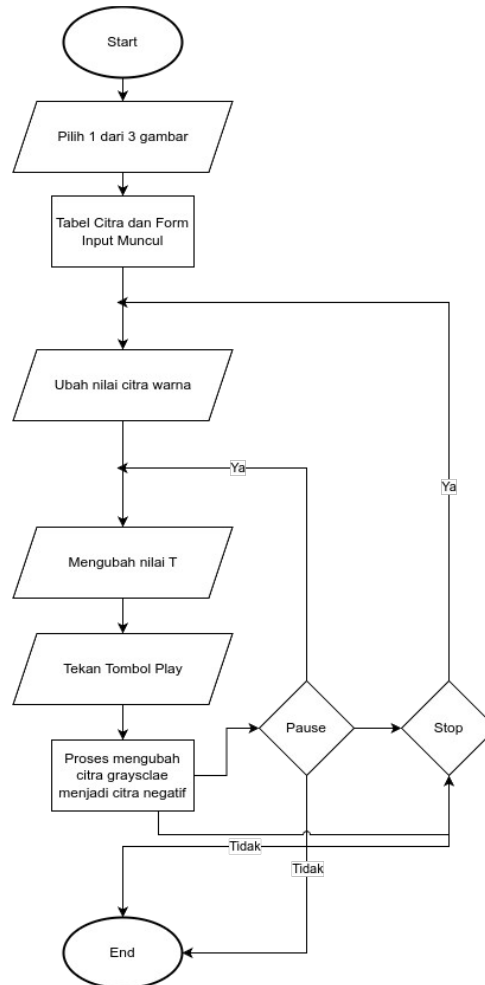 Start
Pilih 1 dari 3 gambar
Tabel Citra dan Form
Input Muncul
Ubah nilai citra warna
Ya
Ya
Mengubah nilai T
Tekan Tombol Play
Pause
Stop
Proses mengubah
citra graysclae
menjadi citra negatif
Tidak
Tidak
End